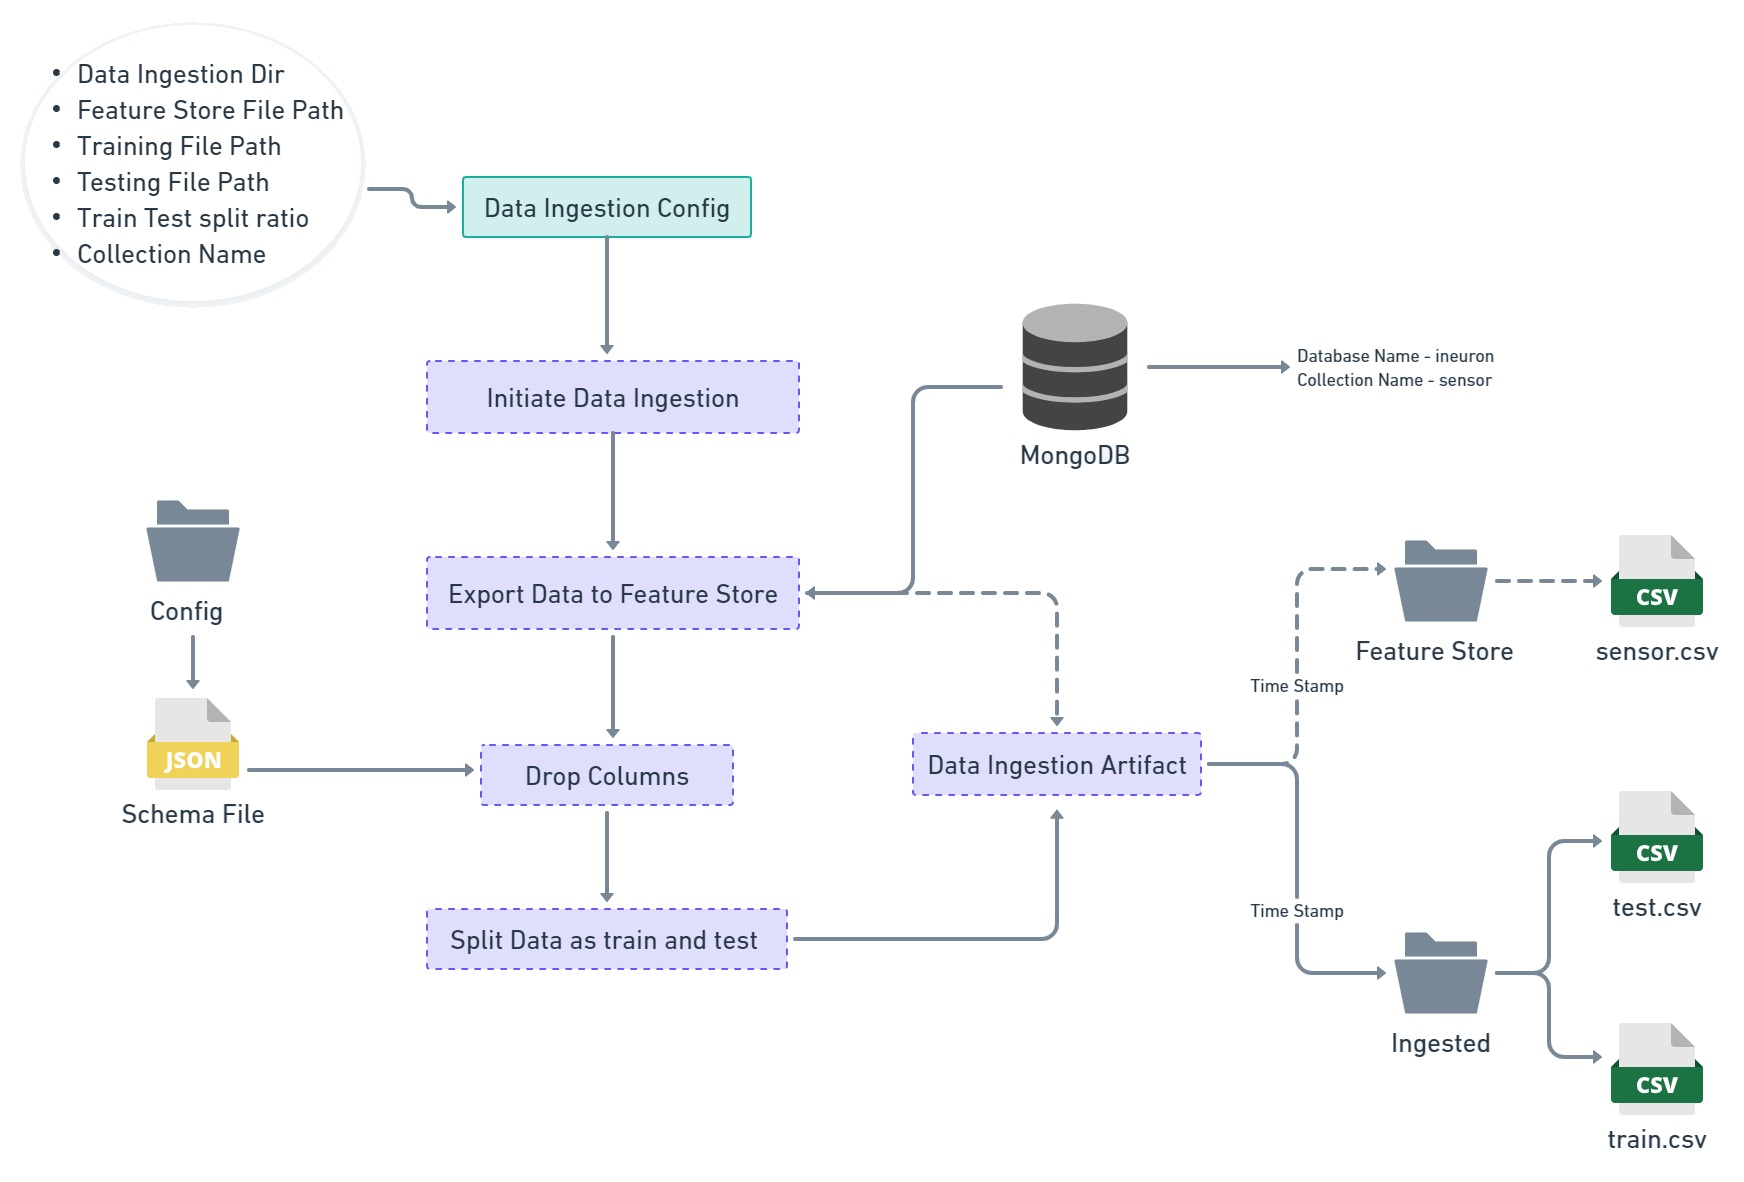 • Data Ingestion Dir
• Feature Store File Path
• Training File Path
• Testing File Path
• Train Test split ratio
• Collection Name
Data Ingestion Config
Initiate Data Ingestion
MongoDB
Database Name - ineuron
Collection Name - sensor
Config
Export Data to Feature Store
JSON
Schema File
Drop Columns
Split Data as train and test
Data Ingestion Artifact
Time Stamp
Feature Store
CSV
sensor.csv
Time Stamp
Ingested
CSV
test.csv
CSV
train.csv